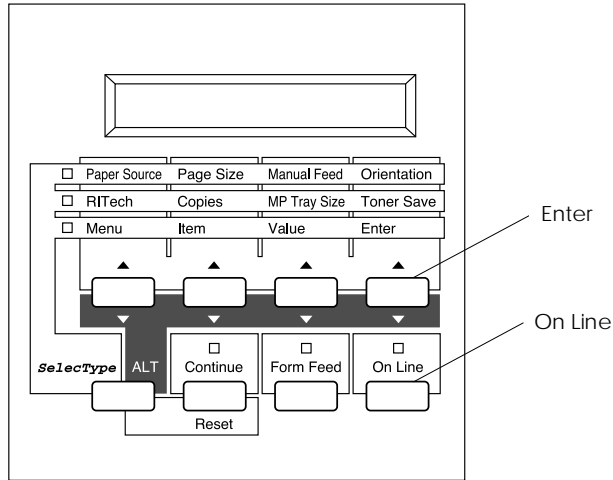 Paper Source Page Size Manual Feed Orientation
RITech Copies MP Tray Size Toner Save
Menu Item Value Enter
Enter
On Line
SelecType ALT Continue Form Feed On Line
Reset